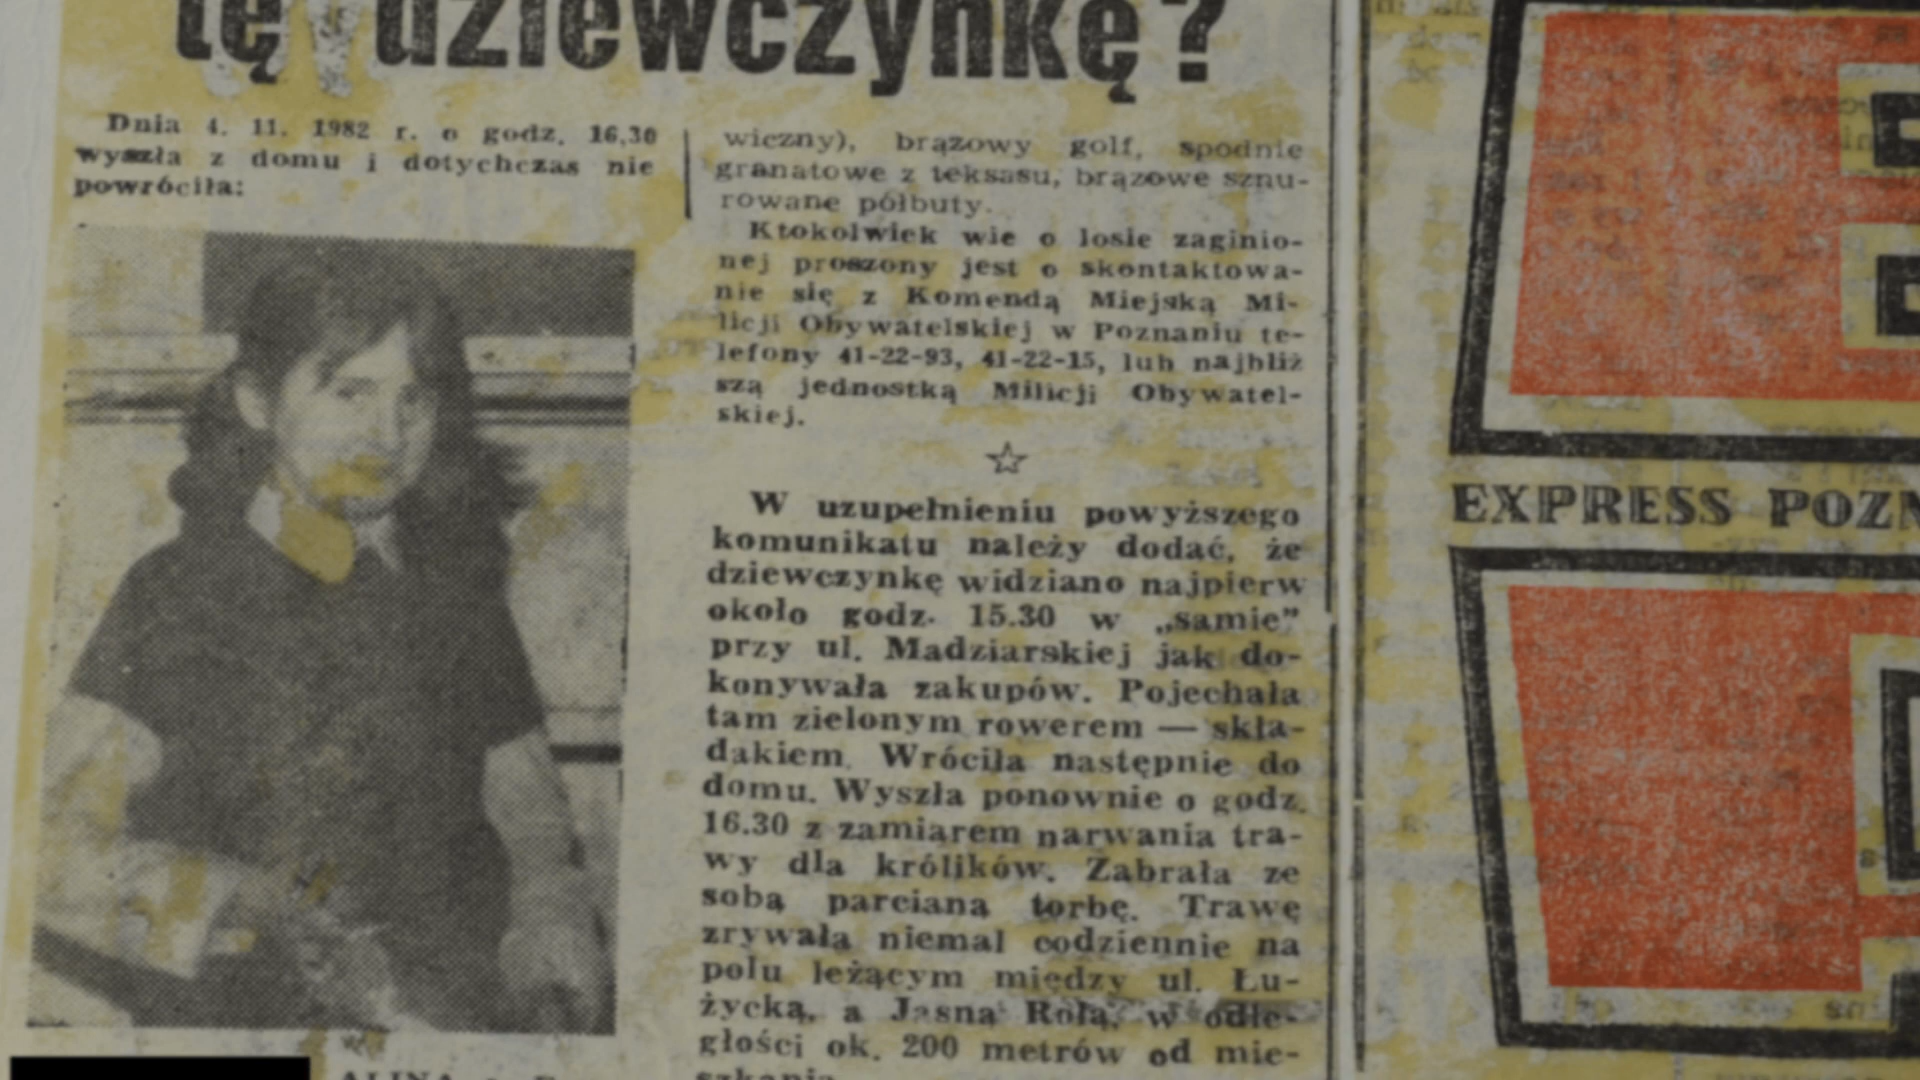 tę dziewczynkę?
Dnia 4. 11. 1982 r. o godz. 16,30
wyszła z domu i dotychczas nie
powróciła:
wiczny), brązowy golf, spodnie
granatowe z teksasu, brązowe sznu-
rowane półbuty.
Ktokolwiek wie o losie zaginio-
nej proszony jest o skontaktowa-
nie się z Komendą Miejską Mi-
licji Obywatelskiej w Poznaniu te-
lefony 41-22-93, 41-22-15, lub najbliż
szą jednostką Milicji Obywatel-
skiej.
W uzupełnieniu powyższego
komunikatu należy dodać, że
dziewczynkę widziano najpierw
około godz. 15.30 w „samie”
przy ul. Madziarskiej jak do-
konywała zakupów. Pojechała
tam zielonym rowerem — skła-
dakiem. Wróciła następnie do
domu. Wyszła ponownie o godz.
16.30 z zamiarem narwania tra-
wy dla królików. Zabrała ze
sobą parcianą torbę. Trawę
zrywała niemal codziennie na
polu leżącym między ul. Łu-
życką, a Jasna Rola, w odle-
głości ok. 200 metrów od mie-
szkania
ALINA
EXPRESS POZN